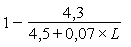 1 − 4,3 / (4,5 + 0,07 × L)